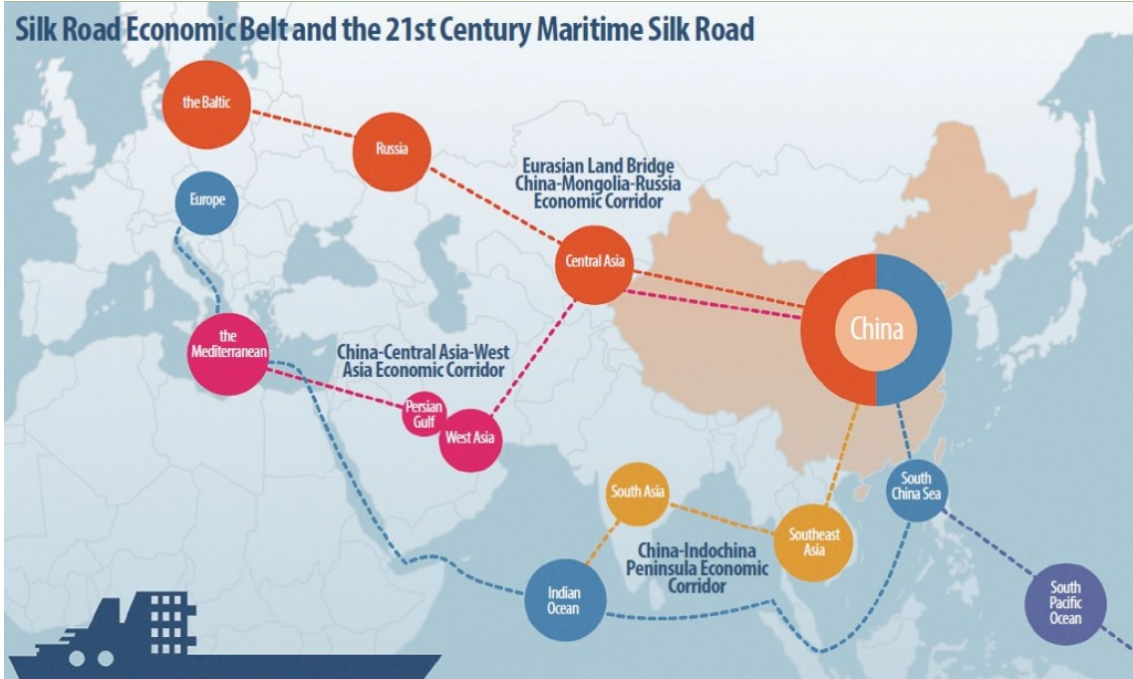 Silk Road Economic Belt and the 21st Century Maritime Silk Road
the Baltic
Russia
Eurasian Land Bridge
China-Mongolia-Russia
Economic Corridor
Europe
Central Asia
China
the
Mediterranean
China-Central Asia-West
Asia Economic Corridor
Persian
Gulf
West Asia
South Asia
South
China Sea
Southeast
Asia
China-Indochina
Peninsula Economic
Corridor
Indian
Ocean
South
Pacific
Ocean